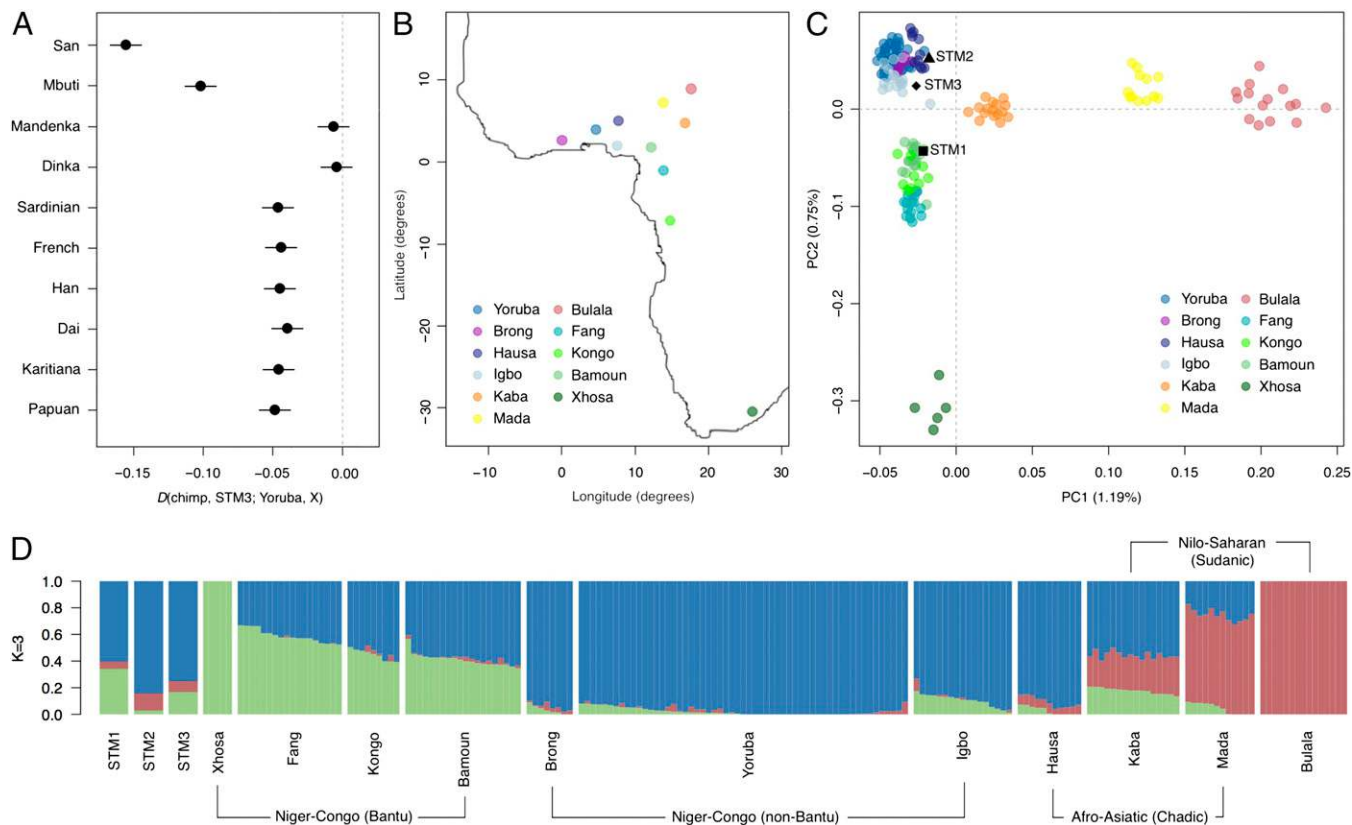 A
San
Mbuti
Mandenka
Dinka
Sardinian
French
Han
Dai
Karitiana
Papuan
−0.15 −0.10 −0.05 0.00
D(chimp, STM3; Yoruba, X)
B
Latitude (degrees)
10
0
−10
−20
−30
Yoruba Bulala
Brong Fang
Hausa Kongo
Igbo Bamoun
Kaba Xhosa
Mada
−10 0 10 20 30
Longitude (degrees)
C
PC2 (0.75%)
0.0
−0.1
−0.2
−0.3
STM2
STM3
STM1
Yoruba Bulala
Brong Fang
Hausa Kongo
Igbo Bamoun
Kaba Xhosa
Mada
−0.05 0.00 0.05 0.10 0.15 0.20 0.25
PC1 (1.19%)
D
Nilo-Saharan
(Sudanic)
K=3
1.0
0.8
0.6
0.4
0.2
0.0
STM1 STM2 STM3 Xhosa Fang Kongo Bamoun Brong Yoruba Igbo Hausa Kaba Mada Bulala
Niger-Congo (Bantu) Niger-Congo (non-Bantu) Afro-Asiatic (Chadic)